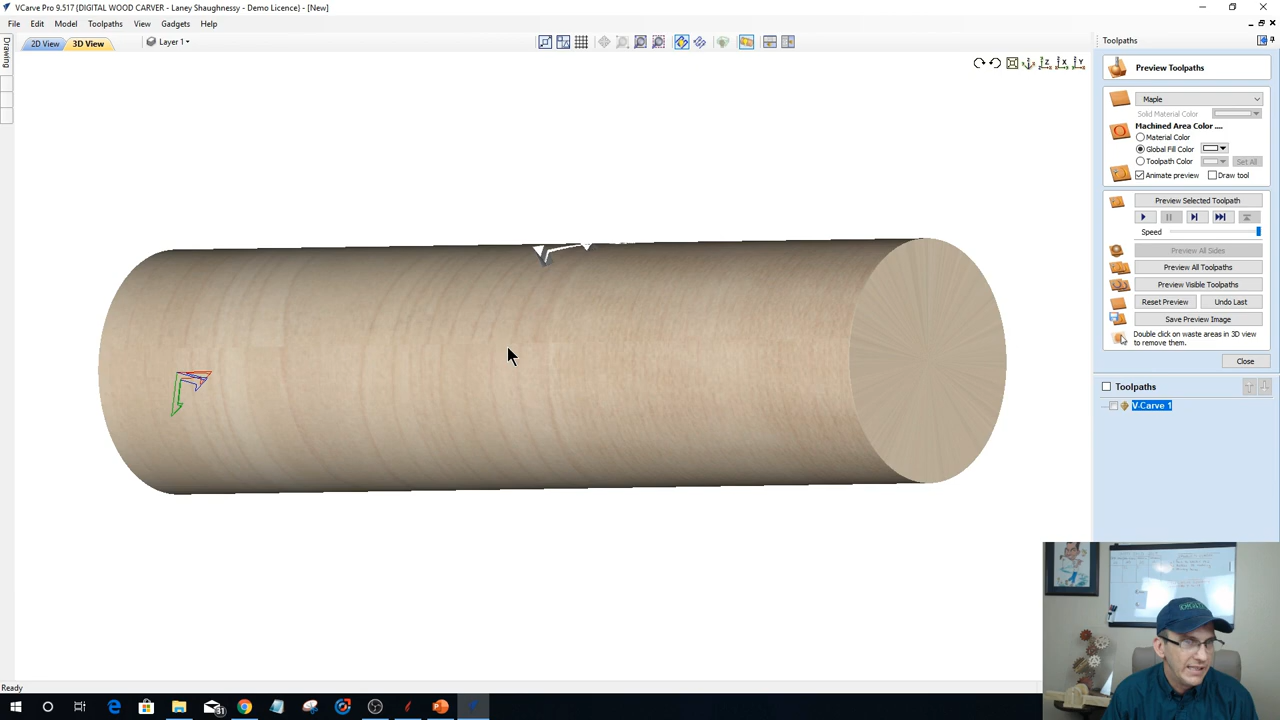 VCarve Pro 9.517 {DIGITAL WOOD CARVER - Laney Shaughnessy - Demo Licence} - [New]
File Edit Model Toolpaths View Gadgets Help
2D View 3D View Layer 1
Toolpaths
Drawing
Preview Toolpaths
Maple
Solid Material Color
Machined Area Color ....
Material Color
Global Fill Color
Toolpath Color Set All
Animate preview Draw tool
Preview Selected Toolpath
Speed
Preview All Sides
Preview All Toolpaths
Preview Visible Toolpaths
Reset Preview Undo Last
Save Preview Image
Double click on waste areas in 3D view
to remove them.
Close
Toolpaths
V-Carve 1
Ready
31